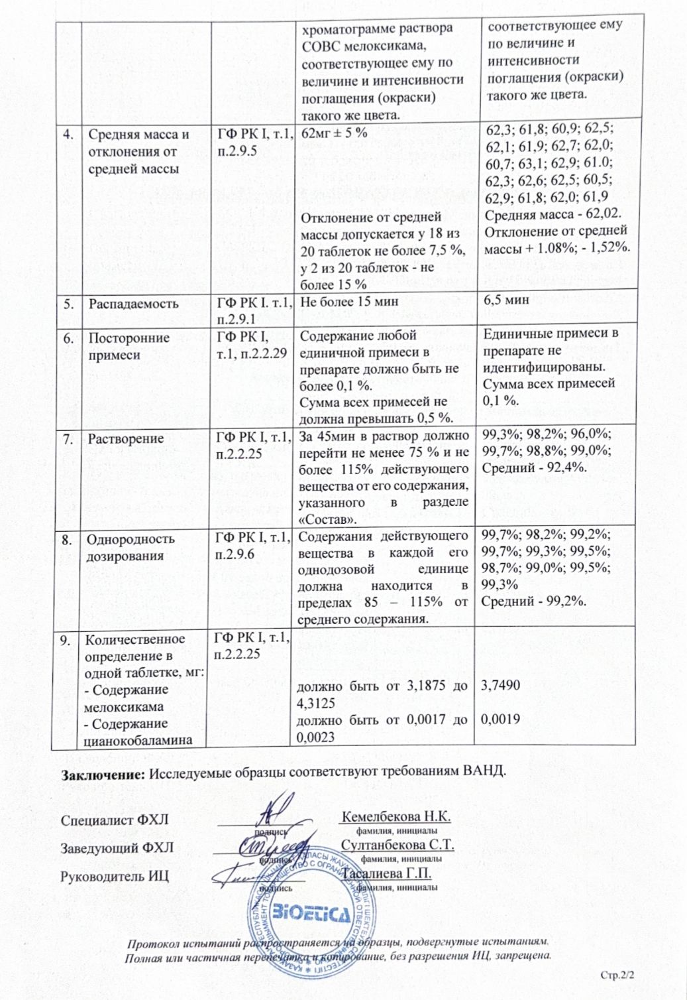 хроматограмме раствора
СОВС мелоксикама,
соответствующее ему по
величине и интенсивности
поглащения (окраски)
такого же цвета.
соответствующее ему
по величине и
интенсивности
поглащения (окраски)
такого же цвета.
4.
Средняя масса и
отклонения от
средней массы
ГФ РК I, т.1,
п.2.9.5
62мг ± 5 %
Отклонение от средней
массы допускается у 18 из
20 таблеток не более 7,5 %,
у 2 из 20 таблеток - не
более 15 %
62,3; 61,8; 60,9; 62,5;
62,1; 61,9; 62,7; 62,0;
60,7; 63,1; 62,9; 61.0;
62,3; 62,6; 62,5; 60,5;
62,9; 61,8; 62,0; 61,9
Средняя масса - 62,02.
Отклонение от средней
массы + 1.08%; - 1,52%.
5.
Распадаемость
ГФ РК I. т.1,
п.2.9.1
Не более 15 мин
6,5 мин
6.
Посторонние
примеси
ГФ РК I,
т.1, п.2.2.29
Содержание любой
единичной примеси в
препарате должно быть не
более 0,1 %.
Сумма всех примесей не
должна превышать 0,5 %.
Единичные примеси в
препарате не
идентифицированы.
Сумма всех примесей
0,1 %.
7.
Растворение
ГФ РК I, т.1,
п.2.2.25
За 45мин в раствор должно
перейти не менее 75 % и не
более 115% действующего
вещества от его содержания,
указанного в разделе
«Состав».
99,3%; 98,2%; 96,0%;
99,7%; 98,8%; 99,0%;
Средний - 92,4%.
8.
Однородность
дозирования
ГФ РК I, т.1,
п.2.9.6
Содержания действующего
вещества в каждой его
однодозовой единице
должна находится в
пределах 85 – 115% от
среднего содержания.
99,7%; 98,2%; 99,2%;
99,7%; 99,3%; 99,5%;
98,7%; 99,0%; 99,5%;
99,3%
Средний - 99,2%.
9.
Количественное
определение в
одной таблетке, мг:
- Содержание
мелоксикама
- Содержание
цианокобаламина
ГФ РК I, т.1,
п.2.2.25
должно быть от 3,1875 до
4,3125
должно быть от 0,0017 до
0,0023
3,7490
0,0019
Заключение: Исследуемые образцы соответствуют требованиям ВАНД.
Специалист ФХЛ
Кемелбекова Н.К.
подпись
фамилия, инициалы
Заведующий ФХЛ
Султанбекова С.Т.
подпись
фамилия, инициалы
Руководитель ИЦ
Тасалиева Г.П.
подпись
фамилия, инициалы
BiOETiCA
Протокол испытаний распространяется на образцы, подвергнутые испытаниям.
Полная или частичная перепечатка и копирование, без разрешения ИЦ, запрещена.
Стр.2/2